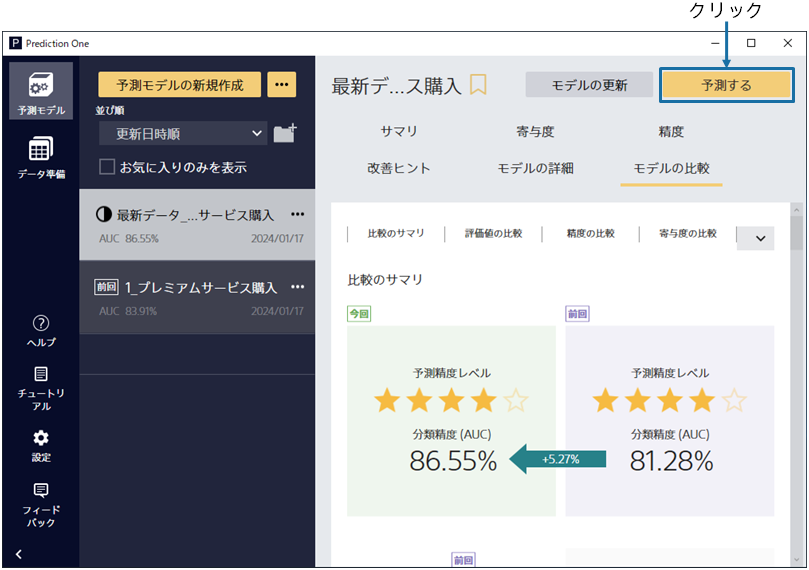 クリック
P Prediction One
予測モデル
データ準備
ヘルプ
チュートリ
アル
設定
フィード
バック
予測モデルの新規作成
並び順
更新日時順
お気に入りのみを表示
最新データ_...サービス購入
AUC 86.55% 2024/01/17
前回 1_プレミアムサービス購入
AUC 83.91% 2024/01/17
最新デ...ス購入 モデルの更新 予測する
サマリ 寄与度 精度
改善ヒント モデルの詳細 モデルの比較
比較のサマリ 評価値の比較 精度の比較 寄与度の比較
比較のサマリ
今回
予測精度レベル
分類精度 (AUC)
86.55%
+5.27%
前回
予測精度レベル
分類精度 (AUC)
81.28%
前回